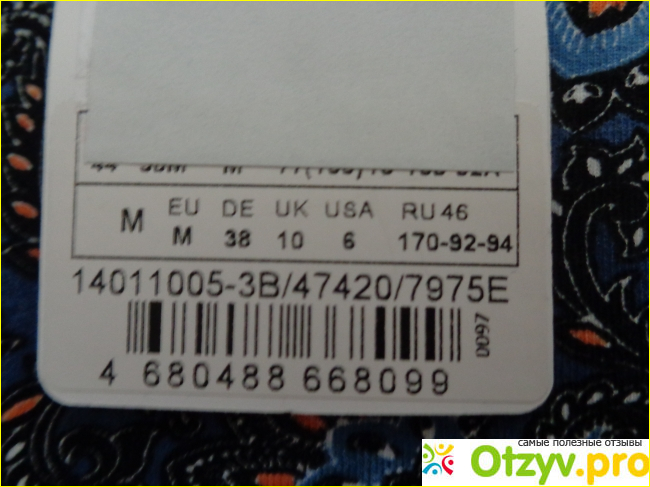 M EU DE UK USA RU 46
M 38 10 6 170-92-94
14011005-3B/47420/7975E
0097
4 680488 668099
самые полезные отзывы
Otzyv.pro